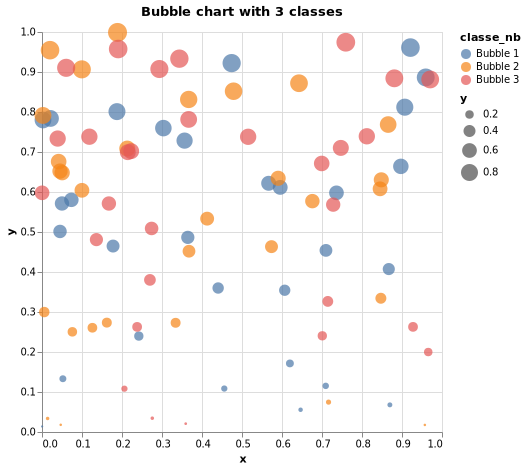 Bubble chart with 3 classes
1.0
0.9
0.8
0.7
0.6
0.5
0.4
0.3
0.2
0.1
0.0
y
0.0 0.1 0.2 0.3 0.4 0.5 0.6 0.7 0.8 0.9 1.0
x
classe_nb
Bubble 1
Bubble 2
Bubble 3
y
0.2
0.4
0.6
0.8